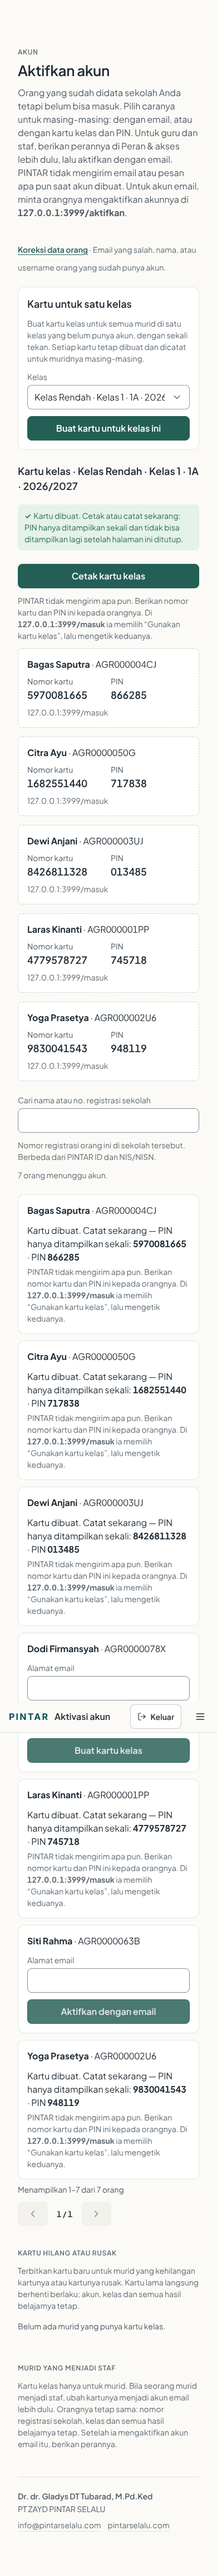 AKUN
Aktifkan akun
Orang yang sudah didata sekolah Anda
tetapi belum bisa masuk. Pilih caranya
untuk masing-masing: dengan email, atau
dengan kartu kelas dan PIN. Untuk guru dan
staf, berikan perannya di Peran & akses
lebih dulu, lalu aktifkan dengan email.
PINTAR tidak mengirim email atau pesan
apa pun saat akun dibuat. Untuk akun email,
minta orangnya mengaktifkan akunnya di
127.0.0.1:3999/aktifkan.
Koreksi data orang · Email yang salah, nama, atau
username orang yang sudah punya akun.
Kartu untuk satu kelas
Buat kartu kelas untuk semua murid di satu
kelas yang belum punya akun, dengan sekali
tekan. Setiap kartu tetap dibuat dan dicatat
untuk muridnya masing-masing.
Kelas
Kelas Rendah · Kelas 1 · 1A · 2026
Buat kartu untuk kelas ini
Kartu kelas · Kelas Rendah · Kelas 1 · 1A
· 2026/2027
✓ Kartu dibuat. Cetak atau catat sekarang:
PIN hanya ditampilkan sekali dan tidak bisa
ditampilkan lagi setelah halaman ini ditutup.
Cetak kartu kelas
PINTAR tidak mengirim apa pun. Berikan nomor
kartu dan PIN ini kepada orangnya. Di
127.0.0.1:3999/masuk ia memilih “Gunakan
kartu kelas”, lalu mengetik keduanya.
Bagas Saputra · AGR000004CJ
Nomor kartu PIN
5970081665 866285
127.0.0.1:3999/masuk
Citra Ayu · AGR0000050G
Nomor kartu PIN
1682551440 717838
127.0.0.1:3999/masuk
Dewi Anjani · AGR000003UJ
Nomor kartu PIN
8426811328 013485
127.0.0.1:3999/masuk
Laras Kinanti · AGR000001PP
Nomor kartu PIN
4779578727 745718
127.0.0.1:3999/masuk
Yoga Prasetya · AGR000002U6
Nomor kartu PIN
9830041543 948119
127.0.0.1:3999/masuk
Cari nama atau no. registrasi sekolah
Nomor registrasi orang ini di sekolah tersebut.
Berbeda dari PINTAR ID dan NIS/NISN.
7 orang menunggu akun.
Bagas Saputra · AGR000004CJ
Kartu dibuat. Catat sekarang — PIN
hanya ditampilkan sekali: 5970081665
· PIN 866285
PINTAR tidak mengirim apa pun. Berikan
nomor kartu dan PIN ini kepada orangnya. Di
127.0.0.1:3999/masuk ia memilih
“Gunakan kartu kelas”, lalu mengetik
keduanya.
Citra Ayu · AGR0000050G
Kartu dibuat. Catat sekarang — PIN
hanya ditampilkan sekali: 1682551440
· PIN 717838
PINTAR tidak mengirim apa pun. Berikan
nomor kartu dan PIN ini kepada orangnya. Di
127.0.0.1:3999/masuk ia memilih
“Gunakan kartu kelas”, lalu mengetik
keduanya.
Dewi Anjani · AGR000003UJ
Kartu dibuat. Catat sekarang — PIN
hanya ditampilkan sekali: 8426811328
· PIN 013485
PINTAR tidak mengirim apa pun. Berikan
nomor kartu dan PIN ini kepada orangnya. Di
127.0.0.1:3999/masuk ia memilih
“Gunakan kartu kelas”, lalu mengetik
keduanya.
Dodi Firmansyah · AGR0000078X
Alamat email
PINTAR Aktivasi akun Keluar
Buat kartu kelas
Laras Kinanti · AGR000001PP
Kartu dibuat. Catat sekarang — PIN
hanya ditampilkan sekali: 4779578727
· PIN 745718
PINTAR tidak mengirim apa pun. Berikan
nomor kartu dan PIN ini kepada orangnya. Di
127.0.0.1:3999/masuk ia memilih
“Gunakan kartu kelas”, lalu mengetik
keduanya.
Siti Rahma · AGR0000063B
Alamat email
Aktifkan dengan email
Yoga Prasetya · AGR000002U6
Kartu dibuat. Catat sekarang — PIN
hanya ditampilkan sekali: 9830041543
· PIN 948119
PINTAR tidak mengirim apa pun. Berikan
nomor kartu dan PIN ini kepada orangnya. Di
127.0.0.1:3999/masuk ia memilih
“Gunakan kartu kelas”, lalu mengetik
keduanya.
Menampilkan 1–7 dari 7 orang
1 / 1
KARTU HILANG ATAU RUSAK
Terbitkan kartu baru untuk murid yang kehilangan
kartunya atau kartunya rusak. Kartu lama langsung
berhenti berlaku; akun, kelas dan semua hasil
belajarnya tetap.
Belum ada murid yang punya kartu kelas.
MURID YANG MENJADI STAF
Kartu kelas hanya untuk murid. Bila seorang murid
menjadi staf, ubah kartunya menjadi akun email
lebih dulu. Orangnya tetap sama: nomor
registrasi sekolah, kelas dan semua hasil
belajarnya tetap. Setelah ia mengaktifkan akun
email itu, berikan perannya.
Dr. dr. Gladys DT Tubarad, M.Pd.Ked
PT ZAYD PINTAR SELALU
info@pintarselalu.com pintarselalu.com